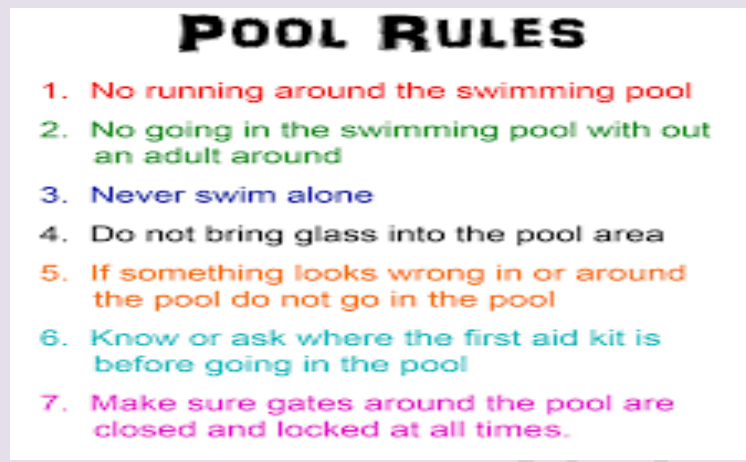 POOL RULES
1. No running around the swimming pool
2. No going in the swimming pool with out
an adult around
3. Never swim alone
4. Do not bring glass into the pool area
5. If something looks wrong in or around
the pool do not go in the pool
6. Know or ask where the first aid kit is
before going in the pool
7. Make sure gates around the pool are
closed and locked at all times.